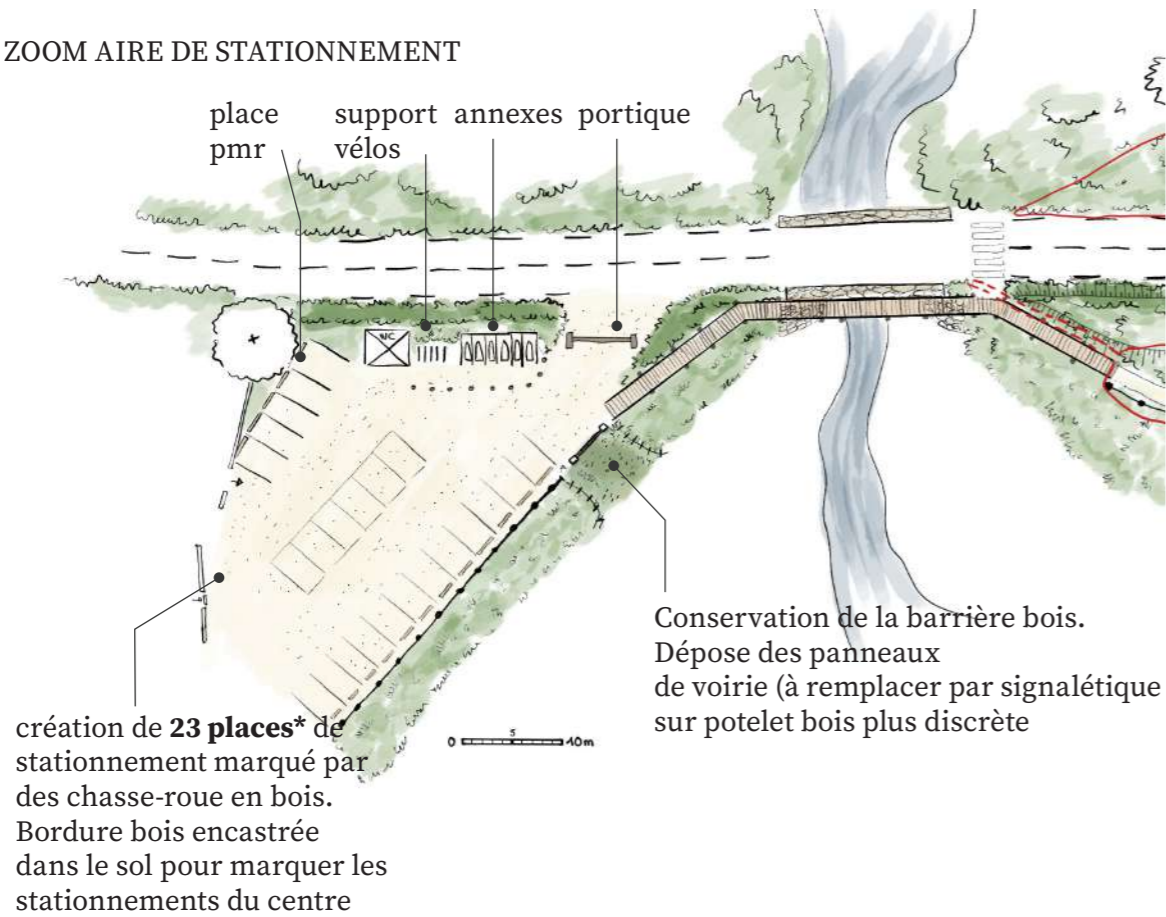 ZOOM AIRE DE STATIONNEMENT
place
pmr
support
vélos
annexes
portique
WC
Conservation de la barrière bois.
Dépose des panneaux
de voirie (à remplacer par signalétique
sur potelet bois plus discrète
création de 23 places* de
stationnement marqué par
des chasse-roue en bois.
Bordure bois encastrée
dans le sol pour marquer les
stationnements du centre
0 5 10m